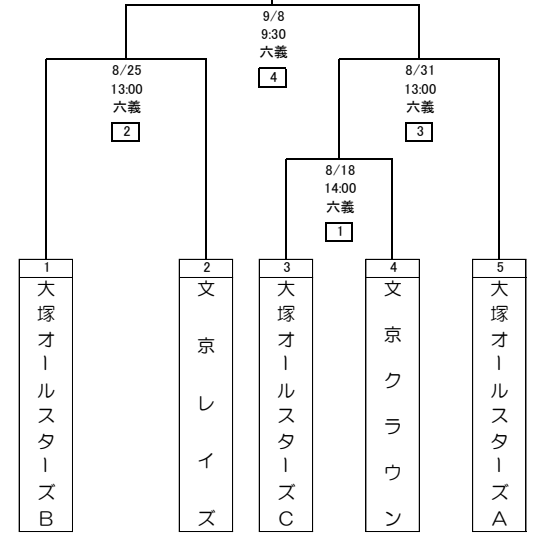 9/8
9:30
六義
4
8/25
13:00
六義
2
8/31
13:00
六義
3
8/18
14:00
六義
1
1
大塚オールスターズB
2
文京レイズ
3
大塚オールスターズC
4
文京クラウン
5
大塚オールスターズA